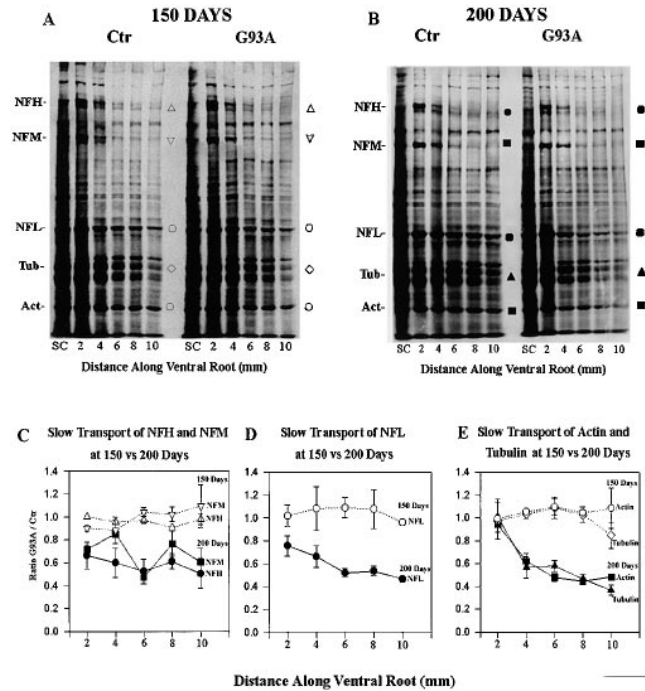 A 150 DAYS
Ctr G93A
NFH-
NFM-
NFL-
Tub-
Act-
SC 2 4 6 8 10 SC 2 4 6 8 10
Distance Along Ventral Root (mm)
B 200 DAYS
Ctr G93A
NFH-
NFM-
NFL-
Tub-
Act-
SC 2 4 6 8 10 SC 2 4 6 8 10
Distance Along Ventral Root (mm)
C Slow Transport of NFH and NFM
at 150 vs 200 Days
Ratio G93A / Ctr
1.4
1.2
1.0
0.8
0.6
0.4
0.2
0.0
150 Days
NFM
NFH
200 Days
NFM
NFH
2 4 6 8 10
D Slow Transport of NFL
at 150 vs 200 Days
1.4
1.2
1.0
0.8
0.6
0.4
0.2
0.0
150 Days
NFL
200 Days
NFL
2 4 6 8 10
E Slow Transport of Actin and
Tubulin at 150 vs 200 Days
1.4
1.2
1.0
0.8
0.6
0.4
0.2
0.0
150 Days
Actin
Tubulin
200 Days
Actin
Tubulin
2 4 6 8 10
Distance Along Ventral Root (mm)